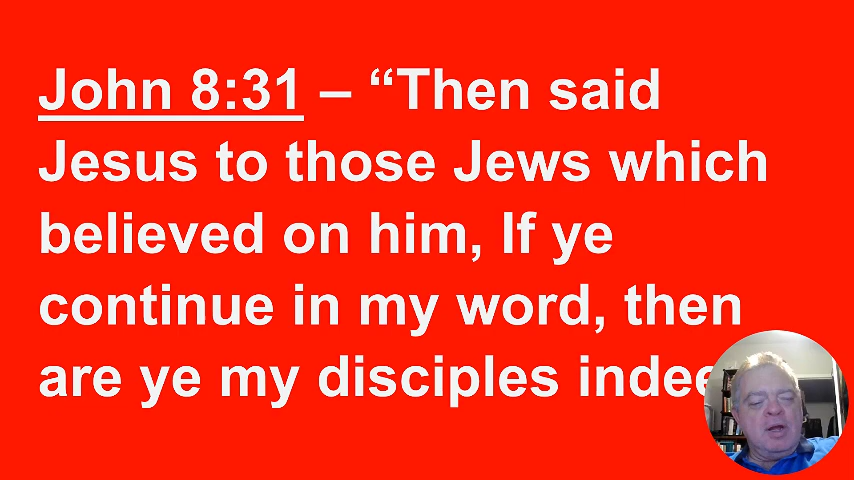 John 8:31 – “Then said
Jesus to those Jews which
believed on him, If ye
continue in my word, then
are ye my disciples